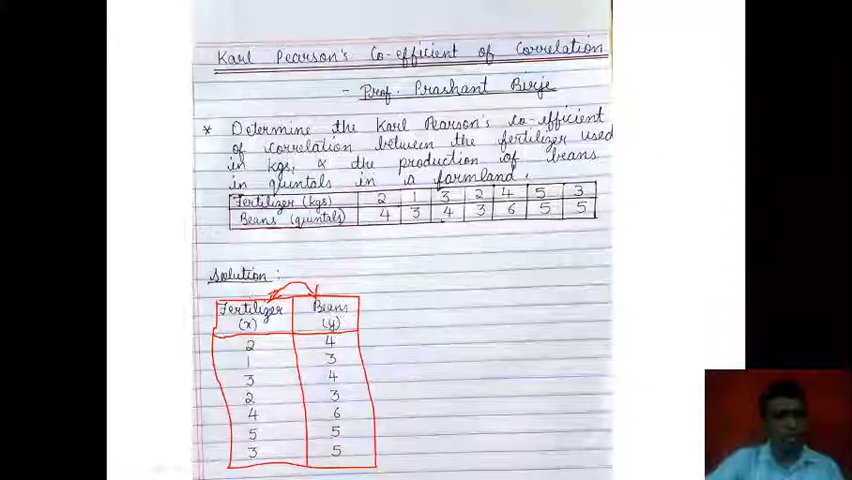 Karl Pearson's Co-efficient of Correlation
- Prof. Prashant Birje
* Determine the Karl Pearson's co-efficient
of correlation between the fertilizer used
in kgs, & the production of beans
in quintals in a farmland.
Fertilizer (kgs) 2 1 3 2 4 5 3
Beans (quintals) 4 3 4 3 6 5 5
Solution :
Fertilizer (x) Beans (y)
2 4
1 3
3 4
2 3
4 6
5 5
3 5